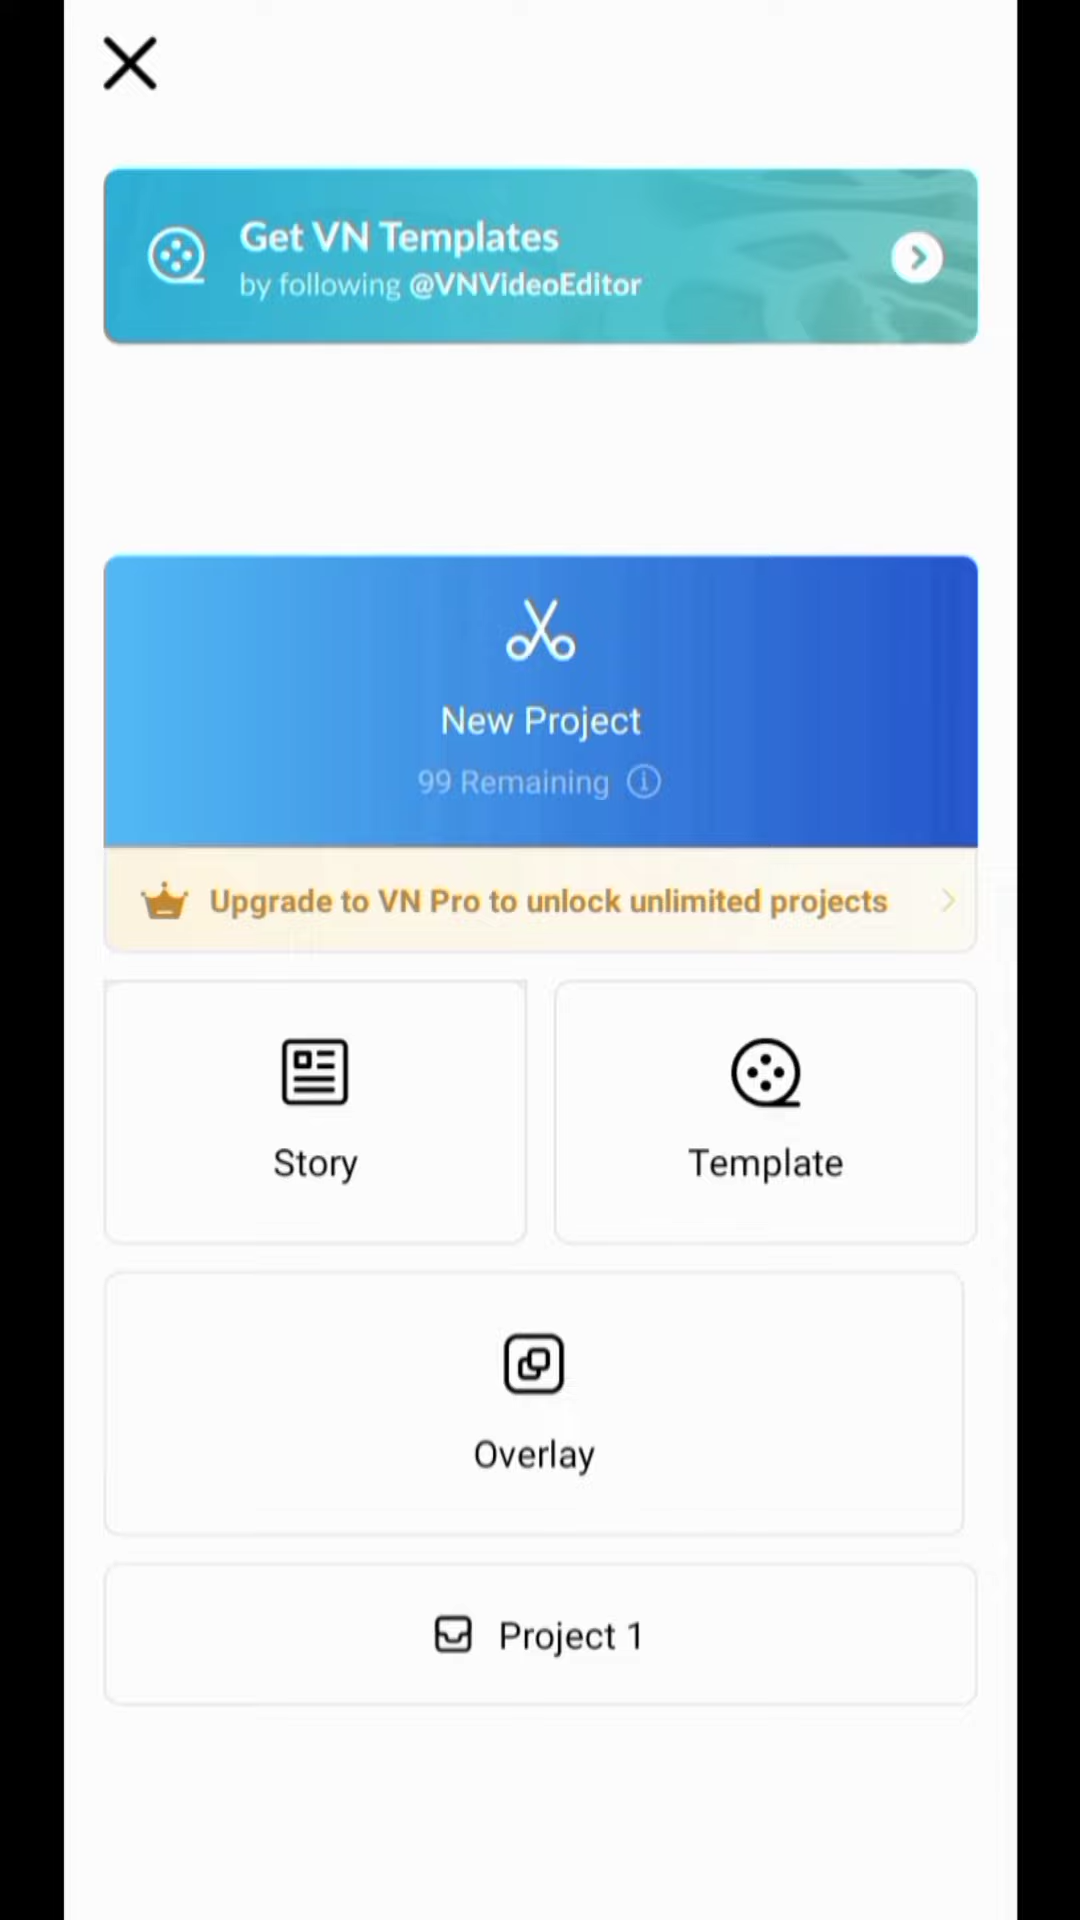 Get VN Templates
by following @VNVideoEditor
New Project
99 Remaining
Upgrade to VN Pro to unlock unlimited projects
Story
Template
Overlay
Project 1